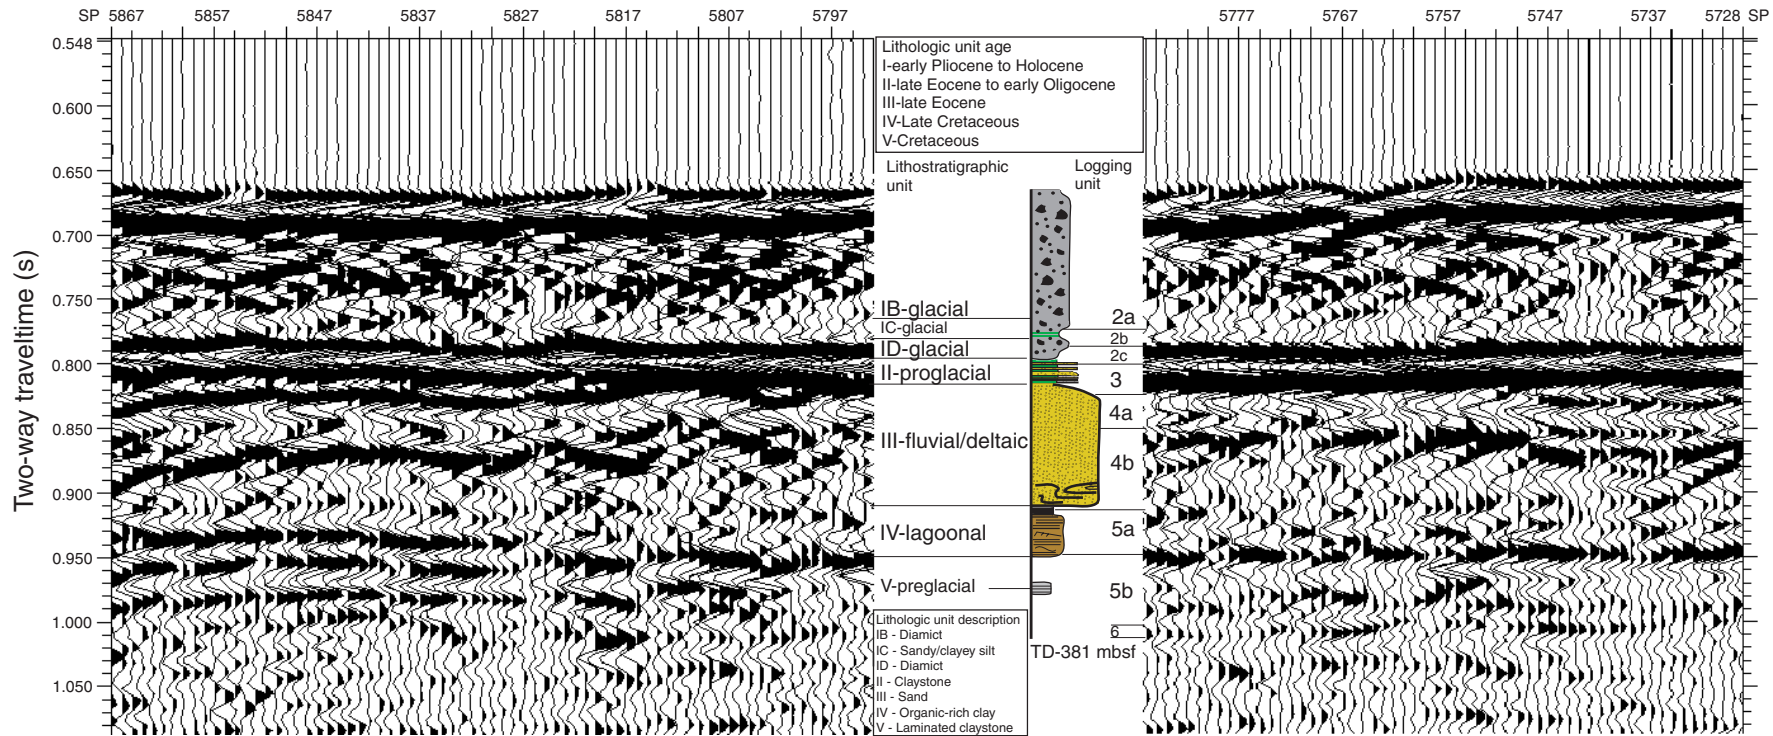 SP 5867 5857 5847 5837 5827 5817 5807 5797 5777 5767 5757 5747 5737 5728 SP
0.548
0.600
0.650
0.700
0.750
0.800
0.850
0.900
0.950
1.000
1.050
Two-way traveltime (s)
Lithologic unit age
I-early Pliocene to Holocene
II-late Eocene to early Oligocene
III-late Eocene
IV-Late Cretaceous
V-Cretaceous
Lithostratigraphic
unit
Logging
unit
IB-glacial
IC-glacial
ID-glacial
II-proglacial
III-fluvial/deltaic
IV-lagoonal
V-preglacial
2a
2b
2c
3
4a
4b
5a
5b
6
TD-381 mbsf
Lithologic unit description
IB - Diamict
IC - Sandy/clayey silt
ID - Diamict
II - Claystone
III - Sand
IV - Organic-rich clay
V - Laminated claystone